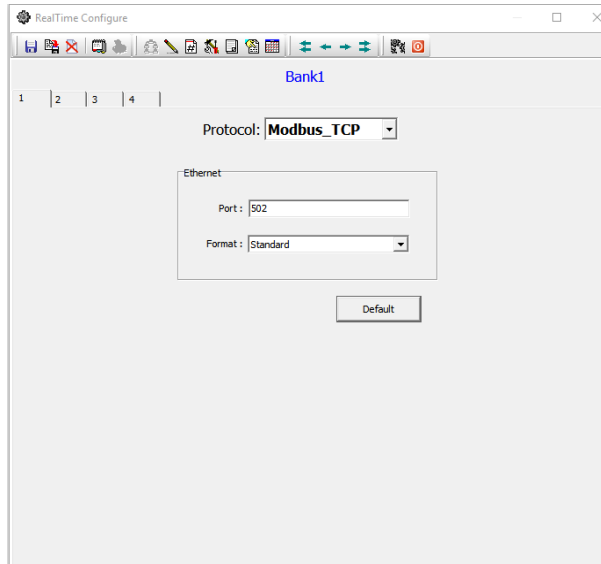 RealTime Configure
Bank1
1 2 3 4
Protocol: Modbus_TCP
Ethernet
Port : 502
Format : Standard
Default